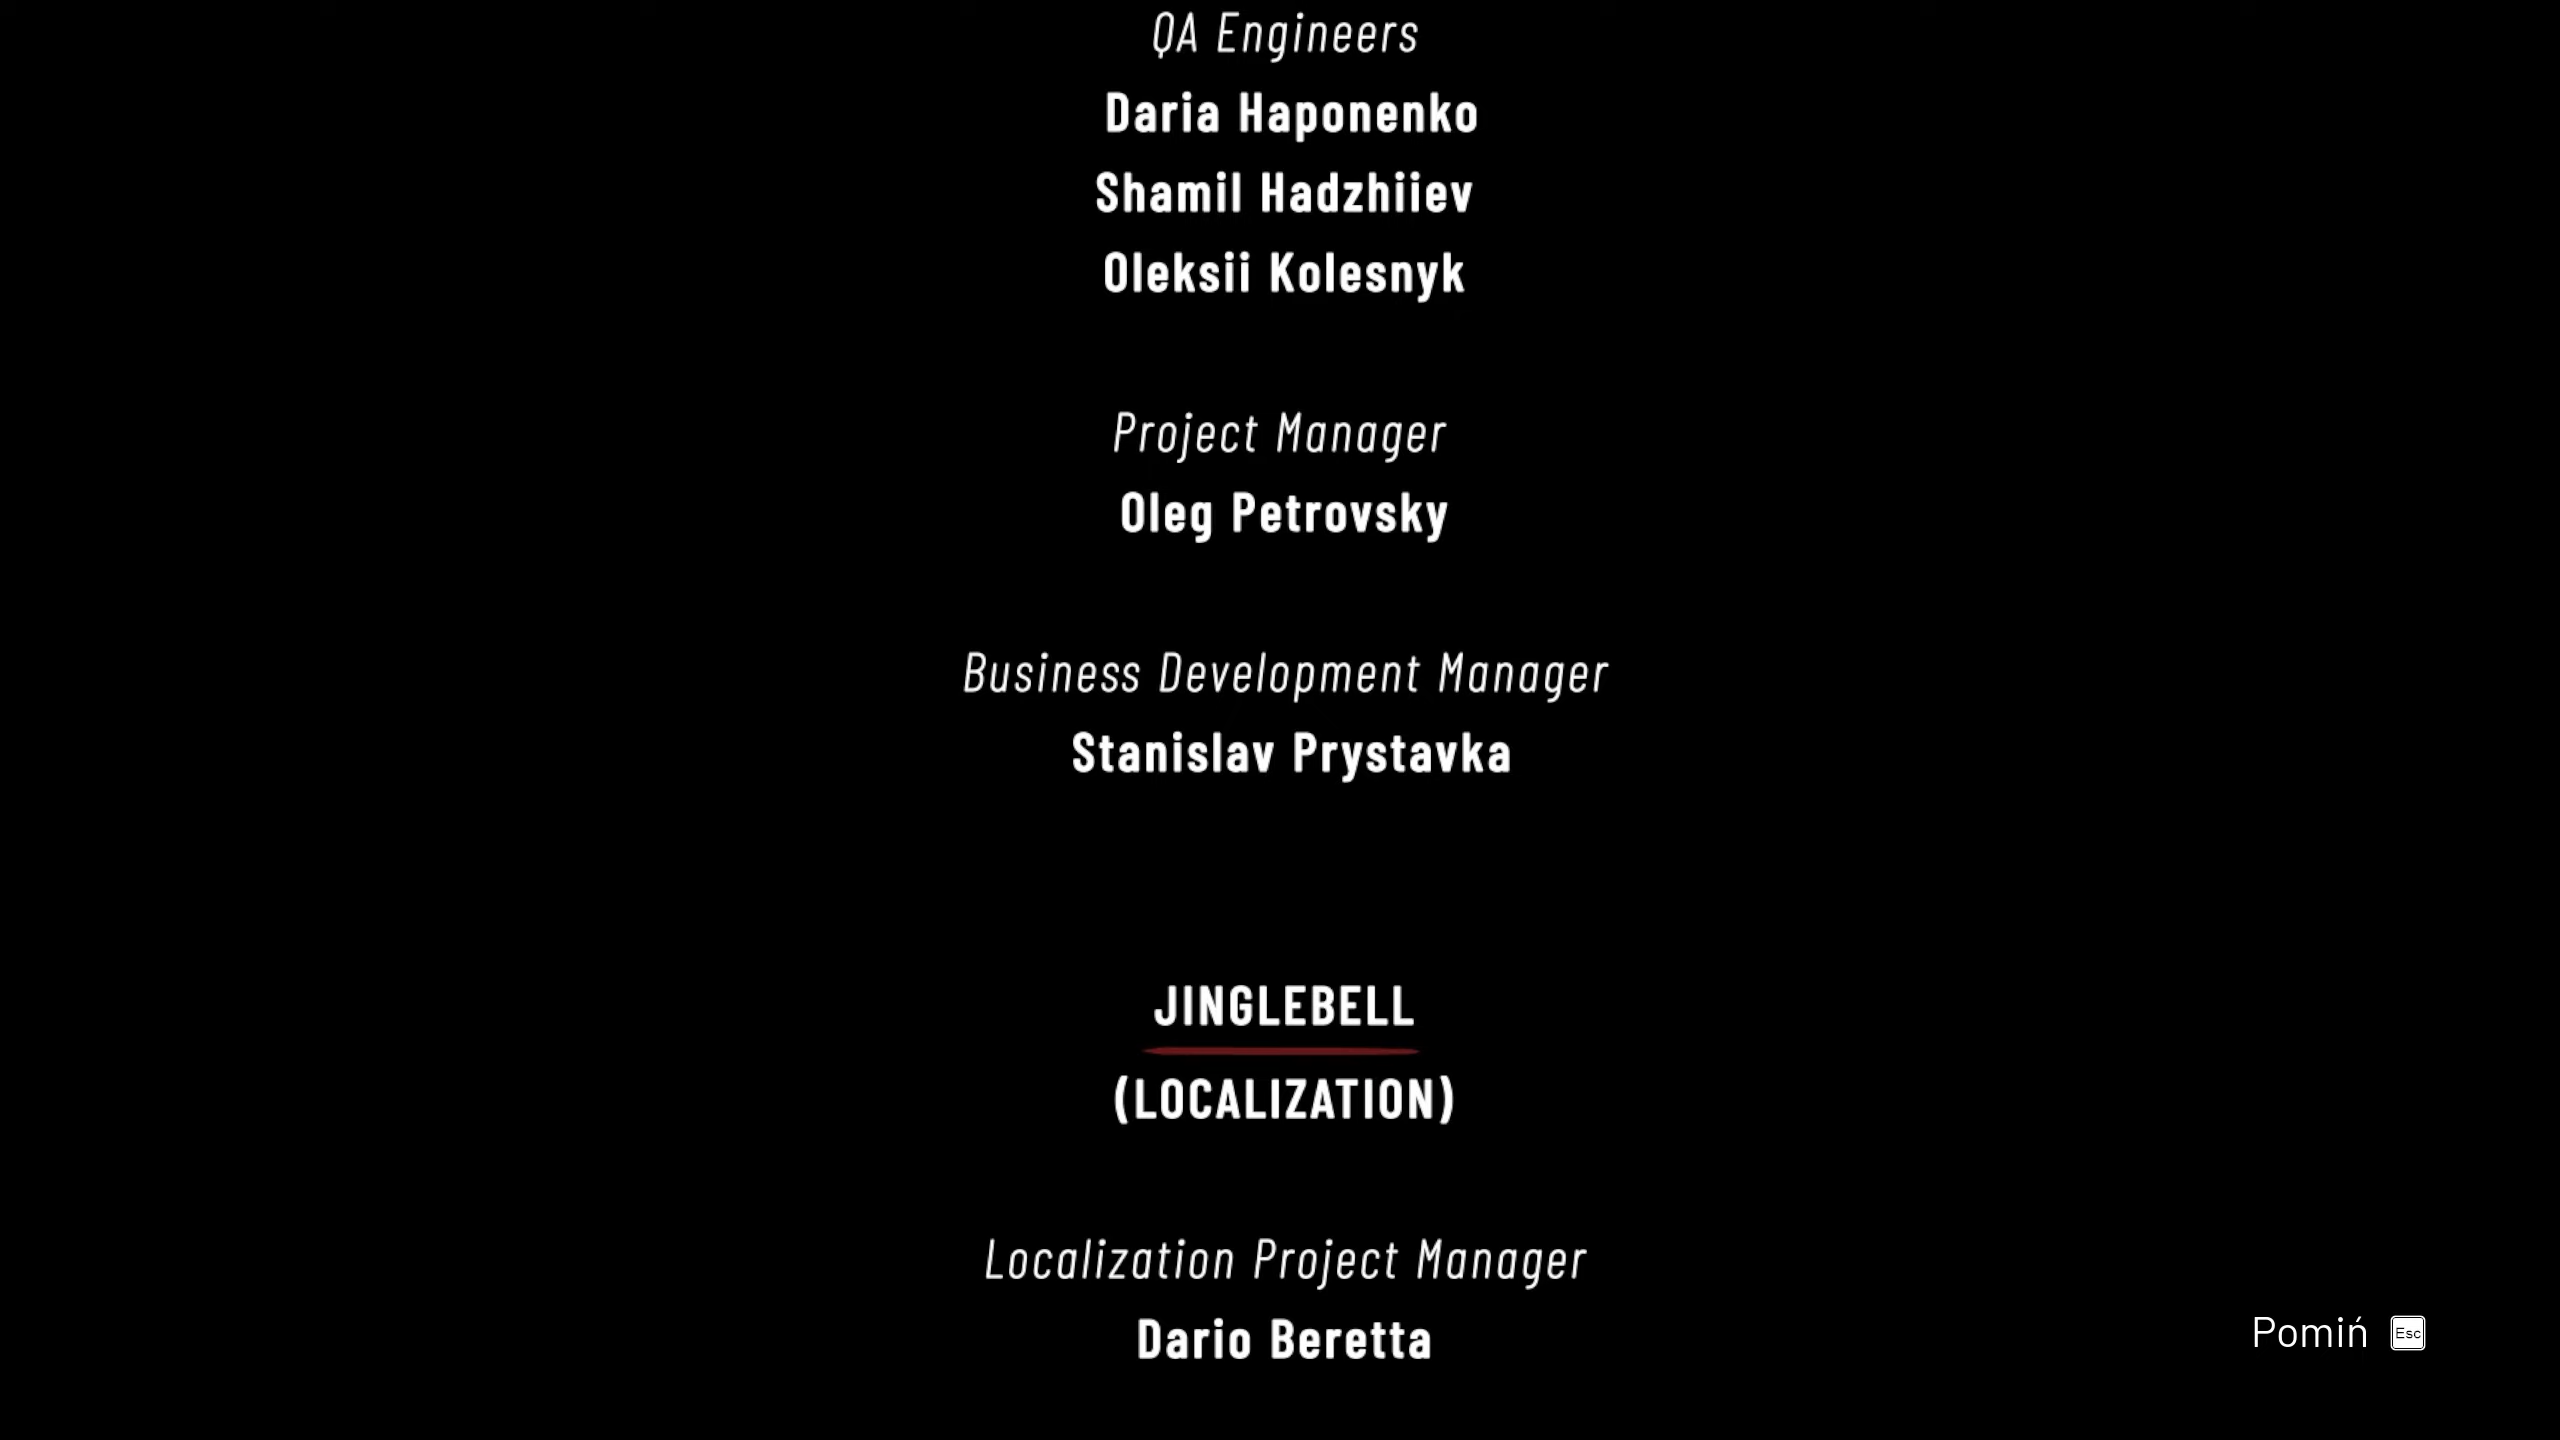 QA Engineers
Daria Haponenko
Shamil Hadzhiiev
Oleksii Kolesnyk
Project Manager
Oleg Petrovsky
Business Development Manager
Stanislav Prystavka
JINGLEBELL
(LOCALIZATION)
Localization Project Manager
Dario Beretta
Pomiń Esc